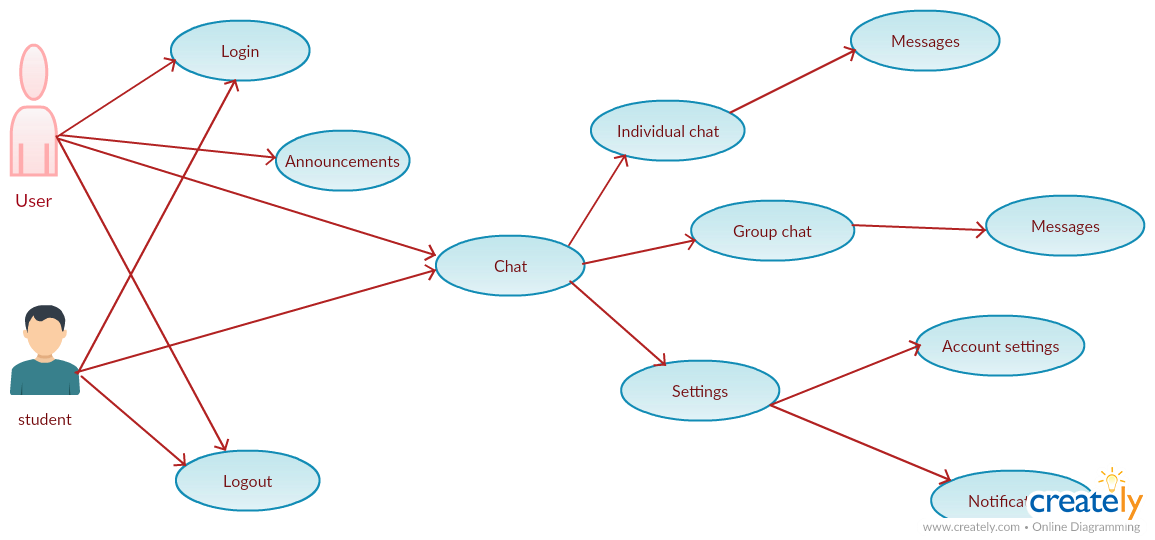 Login
Messages
Individual chat
Announcements
User
Group chat
Messages
Chat
Account settings
Settings
student
Logout
creately
www.creately.com • Online Diagramming